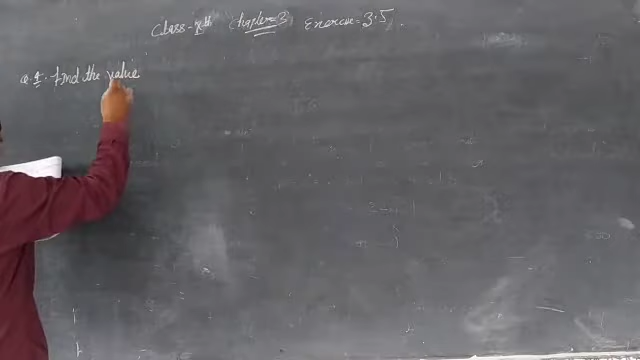 Class-Xth Chapter=3 Exercise=3.5.
Q.4. find the value